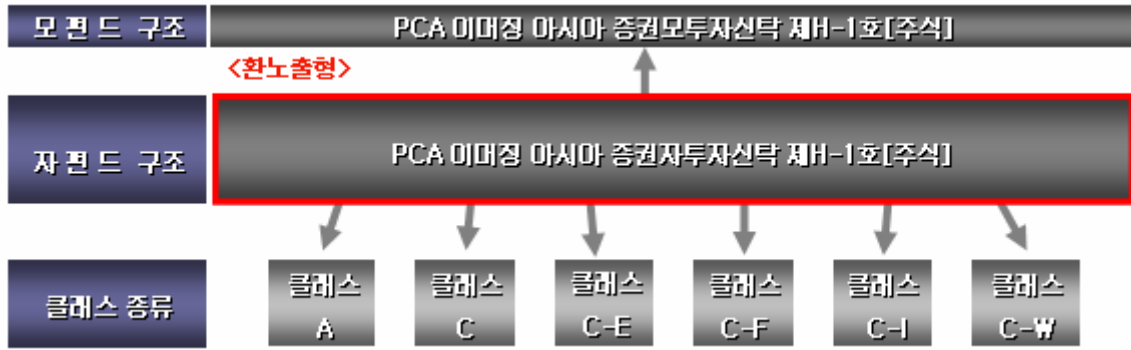 모 펀 드 구조
PCA 이머징 아시아 증권모투자신탁 제H-1호[주식]
<환노출형>
자 펀 드 구조
PCA 이머징 아시아 증권자투자신탁 제H-1호[주식]
클래스 종류
클래스 A
클래스 C
클래스 C-E
클래스 C-F
클래스 C-I
클래스 C-W